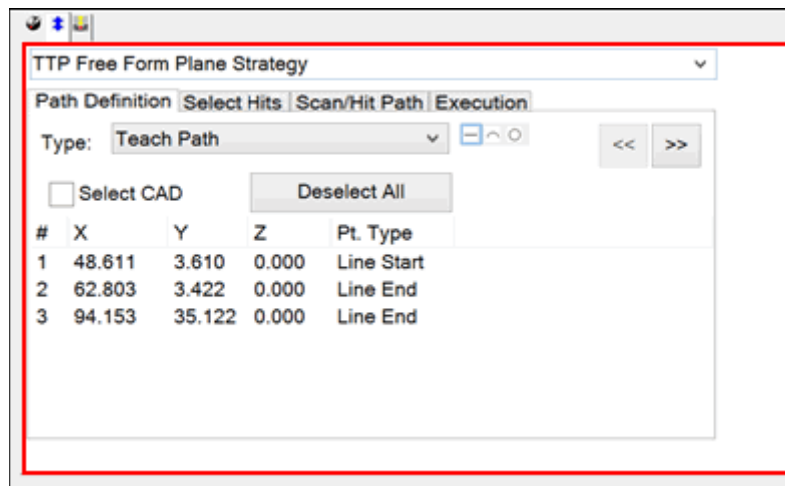 TTP Free Form Plane Strategy
Path Definition Select Hits Scan/Hit Path Execution
Type: Teach Path << >>
Select CAD Deselect All
# X Y Z Pt. Type
1 48.611 3.610 0.000 Line Start
2 62.803 3.422 0.000 Line End
3 94.153 35.122 0.000 Line End